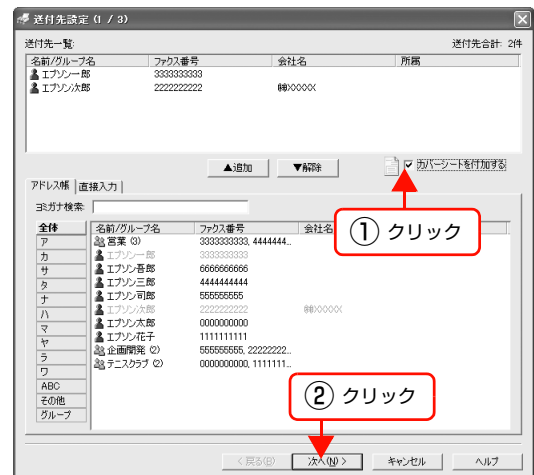 送付先設定 (1 / 3)
送付先一覧: 送付先合計: 2件
名前/グループ名 ファクス番号 会社名 所属
エプソン一郎 3333333333
エプソン次郎 2222222222 ㈱XXXXX
▲追加 ▼解除 カバーシートを付加する
アドレス帳 直接入力
ヨミガナ検索:
① クリック
全体 名前/グループ名 ファクス番号 会社名
ア 営業 (3) 3333333333, 4444444...
カ エプソン一郎 3333333333
サ エプソン吾郎 6666666666
タ エプソン三郎 4444444444
ナ エプソン司郎 555555555
ハ エプソン次郎 2222222222 ㈱XXXXX
マ エプソン太郎 0000000000
ヤ エプソン花子 1111111111
ラ 企画開発 (2) 555555555, 22222222...
ワ テニスクラブ (2) 0000000000, 1111111...
ABC
その他
グループ
② クリック
< 戻る(B) 次へ(N) > キャンセル ヘルプ